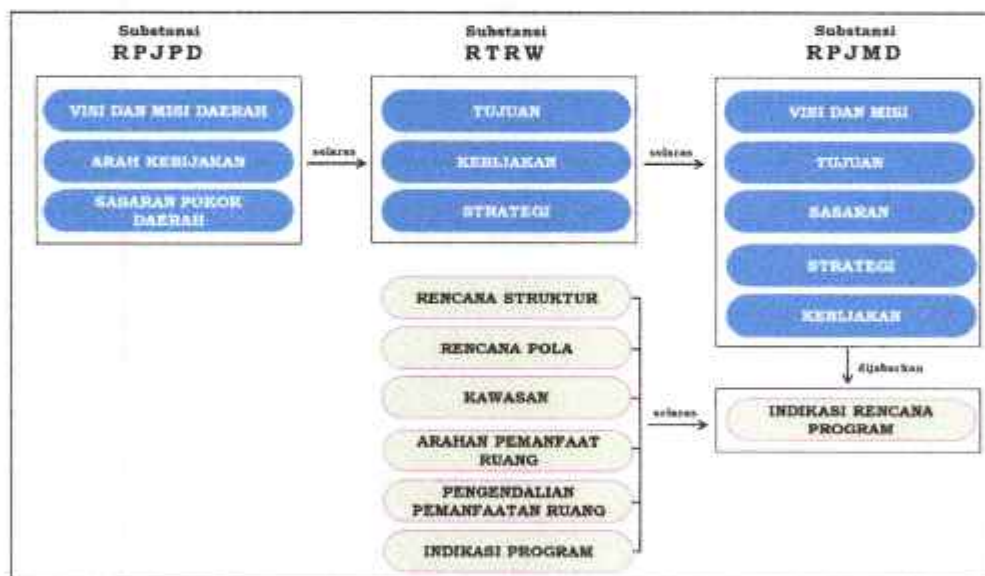 Substansi
RPJPD
VISI DAN MISI DAERAH
ARAH KEBIJAKAN
SASARAN POKOK
DAERAH
selaras
Substansi
RTRW
TUJUAN
KEBIJAKAN
STRATEGI
selaras
Substansi
RPJMD
VISI DAN MISI
TUJUAN
SASARAN
STRATEGI
KEBIJAKAN
dijabarkan
RENCANA STRUKTUR
RENCANA POLA
KAWASAN
ARAHAN PEMANFAAT
RUANG
PENGENDALIAN
PEMANFAATAN RUANG
INDIKASI PROGRAM
selaras
INDIKASI RENCANA
PROGRAM